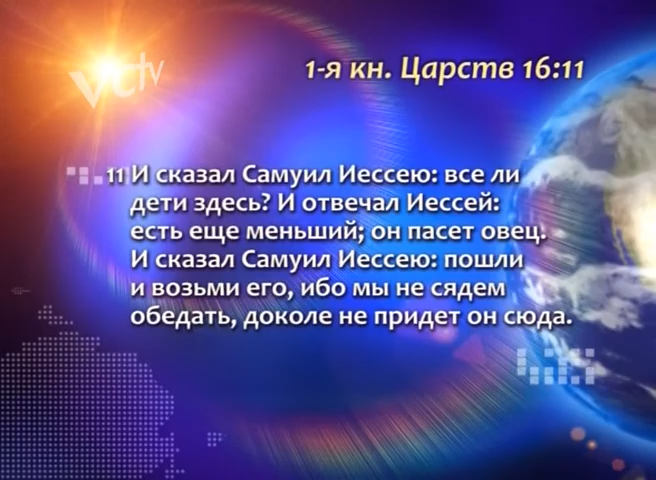 vctv
1-я кн. Царств 16:11
11 И сказал Самуил Иессею: все ли
дети здесь? И отвечал Иессей:
есть еще меньший; он пасет овец.
И сказал Самуил Иессею: пошли
и возьми его, ибо мы не сядем
обедать, доколе не придет он сюда.